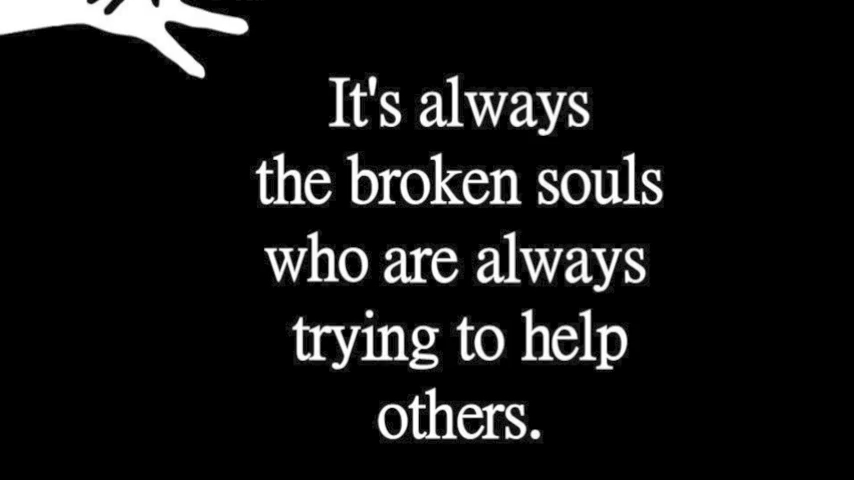 It's always
the broken souls
who are always
trying to help
others.